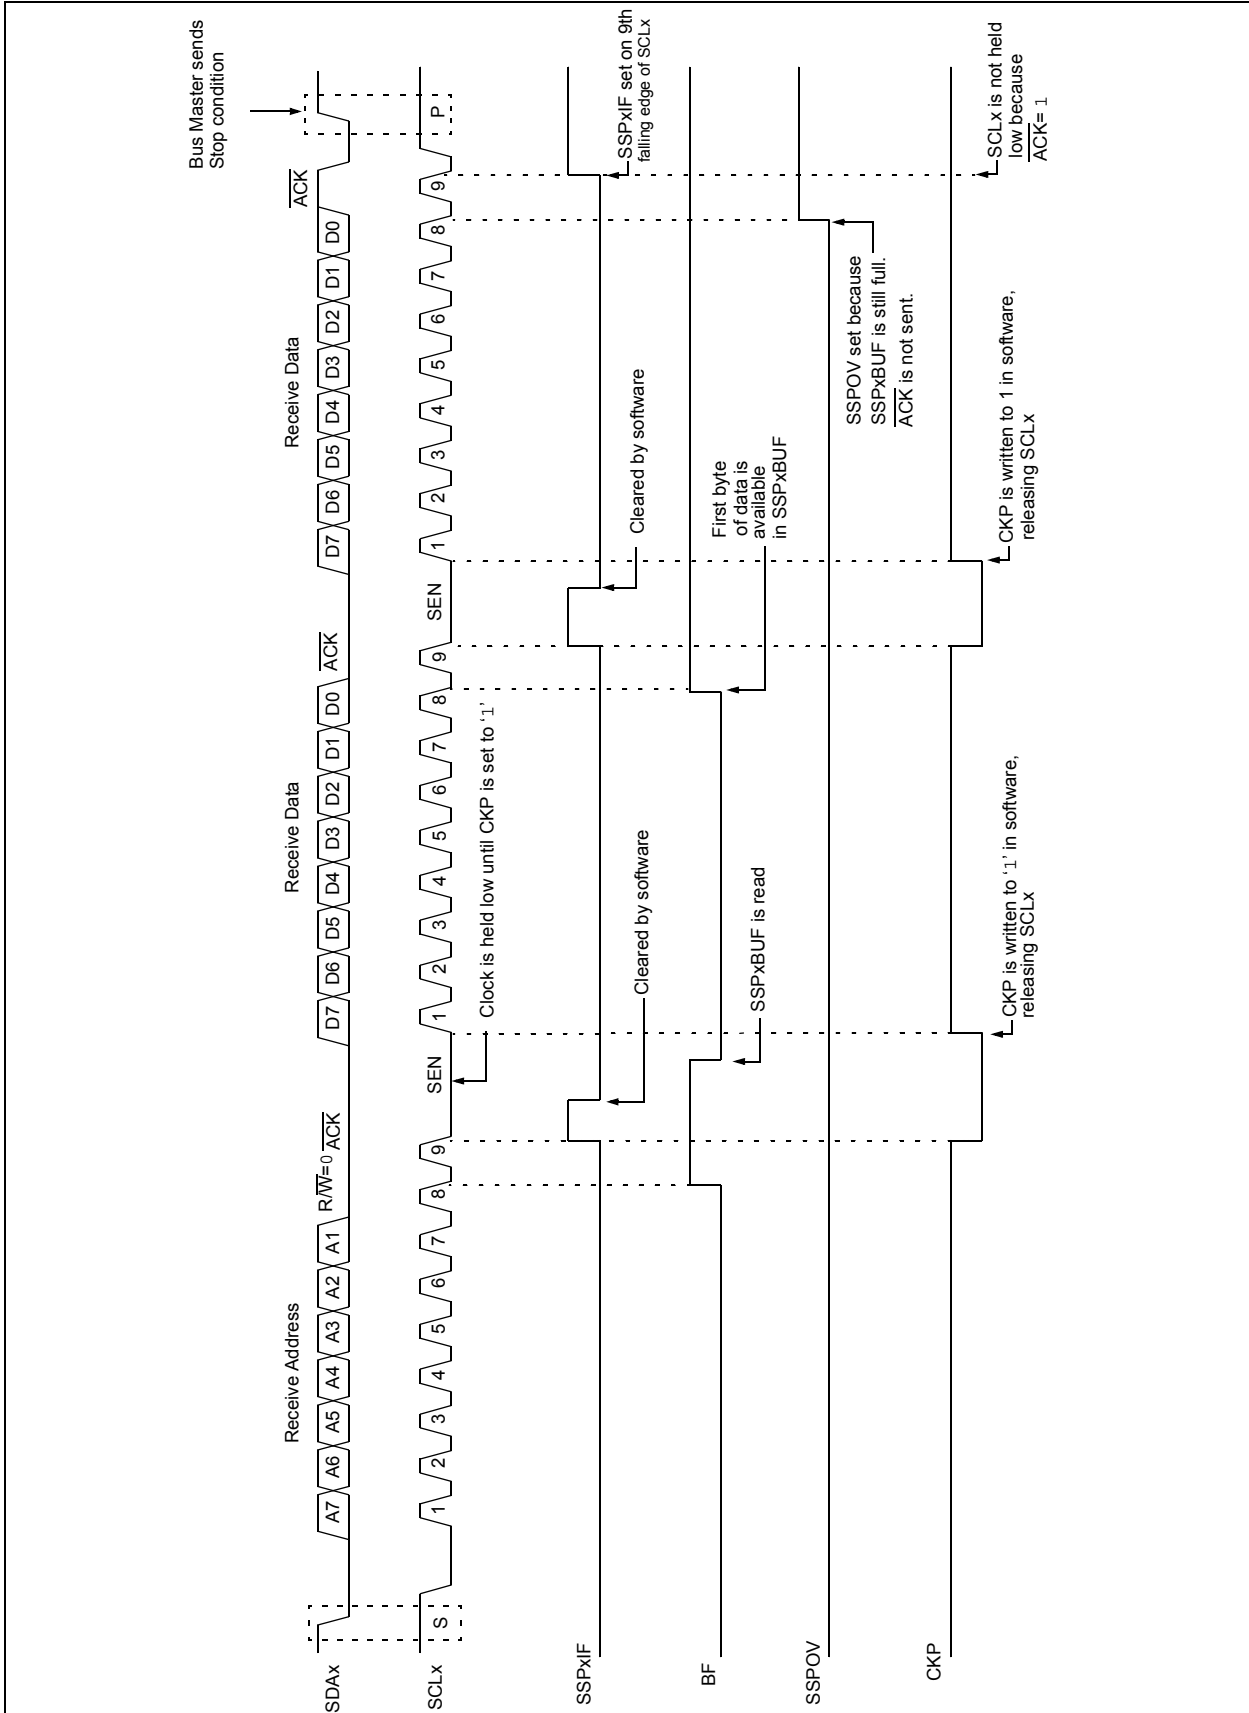 Bus Master sends
Stop condition
Receive Address
Receive Data
Receive Data
R/W=0
ACK
ACK
ACK
SDAx
A7 A6 A5 A4 A3 A2 A1
D7 D6 D5 D4 D3 D2 D1 D0
D7 D6 D5 D4 D3 D2 D1 D0
SCLx
S
1 2 3 4 5 6 7 8 9
SEN
1 2 3 4 5 6 7 8 9
SEN
1 2 3 4 5 6 7 8 9
P
Clock is held low until CKP is set to ‘1’
SSPxIF
Cleared by software
Cleared by software
SSPxIF set on 9th
falling edge of SCLx
BF
SSPxBUF is read
First byte
of data is
available
in SSPxBUF
SSPOV
SSPOV set because
SSPxBUF is still full.
ACK is not sent.
CKP
CKP is written to ‘1’ in software,
releasing SCLx
CKP is written to 1 in software,
releasing SCLx
SCLx is not held
low because
ACK= 1